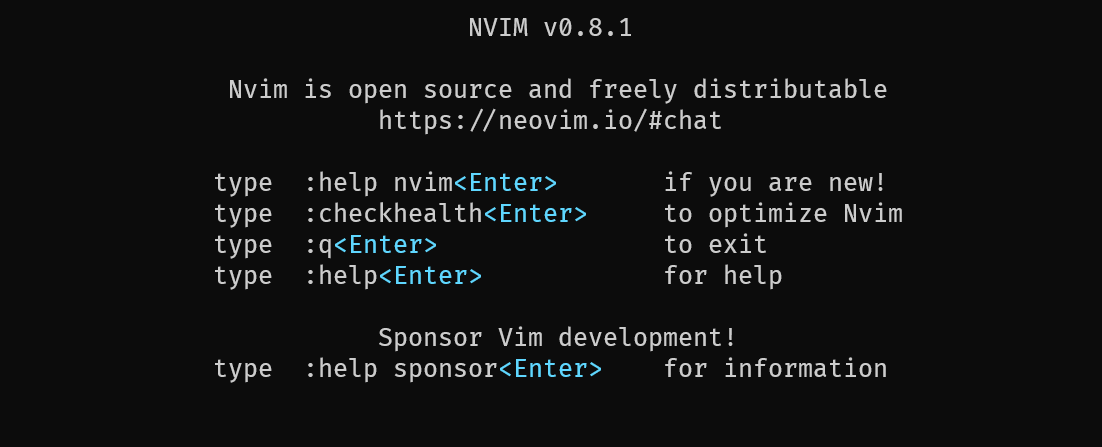 NVIM v0.8.1
Nvim is open source and freely distributable
https://neovim.io/#chat
type  :help nvim<Enter>       if you are new!
type  :checkhealth<Enter>     to optimize Nvim
type  :q<Enter>               to exit
type  :help<Enter>            for help
Sponsor Vim development!
type  :help sponsor<Enter>    for information